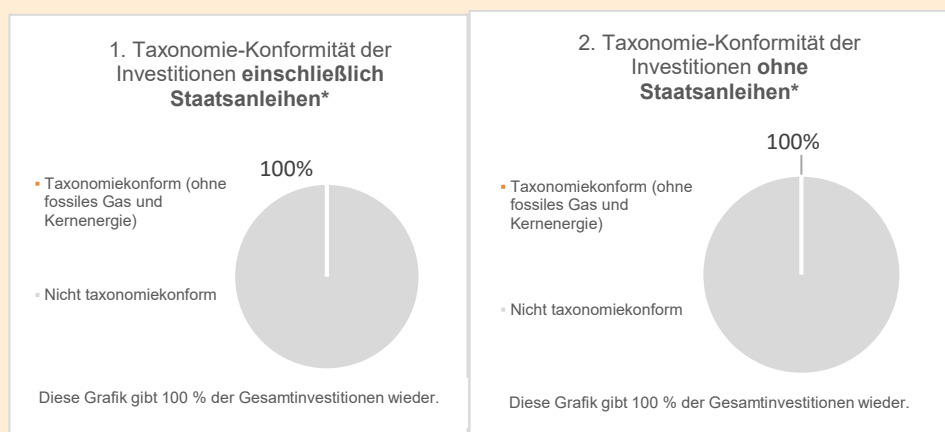 1. Taxonomie-Konformität der
Investitionen einschließlich
Staatsanleihen*
100%
Taxonomiekonform (ohne
fossiles Gas und
Kernenergie)
Nicht taxonomiekonform
Diese Grafik gibt 100 % der Gesamtinvestitionen wieder.
2. Taxonomie-Konformität der
Investitionen ohne
Staatsanleihen*
100%
Taxonomiekonform (ohne
fossiles Gas und
Kernenergie)
Nicht taxonomiekonform
Diese Grafik gibt 100 % der Gesamtinvestitionen wieder.